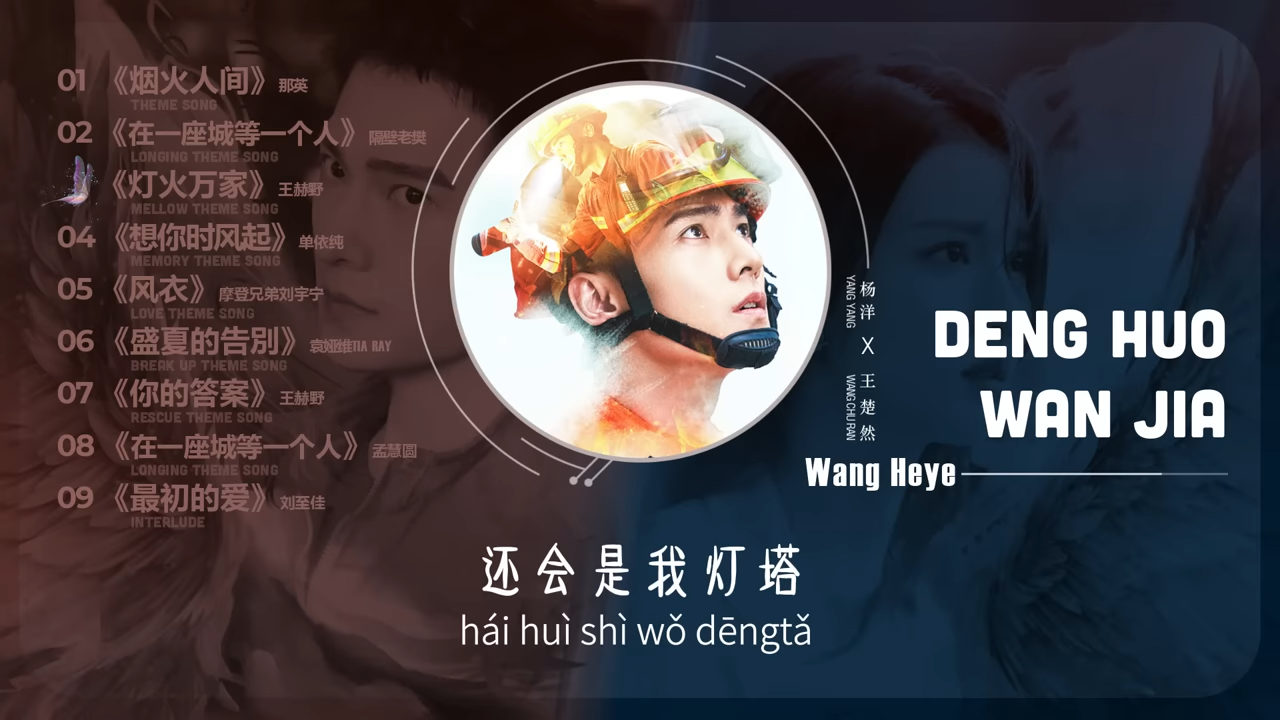 01 《烟火人间》 那英
THEME SONG
02 《在一座城等一个人》 隔壁老樊
LONGING THEME SONG
《灯火万家》 王赫野
MELLOW THEME SONG
04 《想你时风起》 单依纯
MEMORY THEME SONG
05 《风衣》 摩登兄弟刘宇宁
LOVE THEME SONG
06 《盛夏的告別》 袁娅维TIA RAY
BREAK UP THEME SONG
07 《你的答案》 王赫野
RESCUE THEME SONG
08 《在一座城等一个人》 孟慧圆
LONGING THEME SONG
09 《最初的爱》 刘至佳
INTERLUDE
杨洋 X 王楚然
YANG YANG
WANG CHU RAN
DENG HUO
WAN JIA
Wang Heye
还会是我灯塔
hái huì shì wǒ dēngtǎ